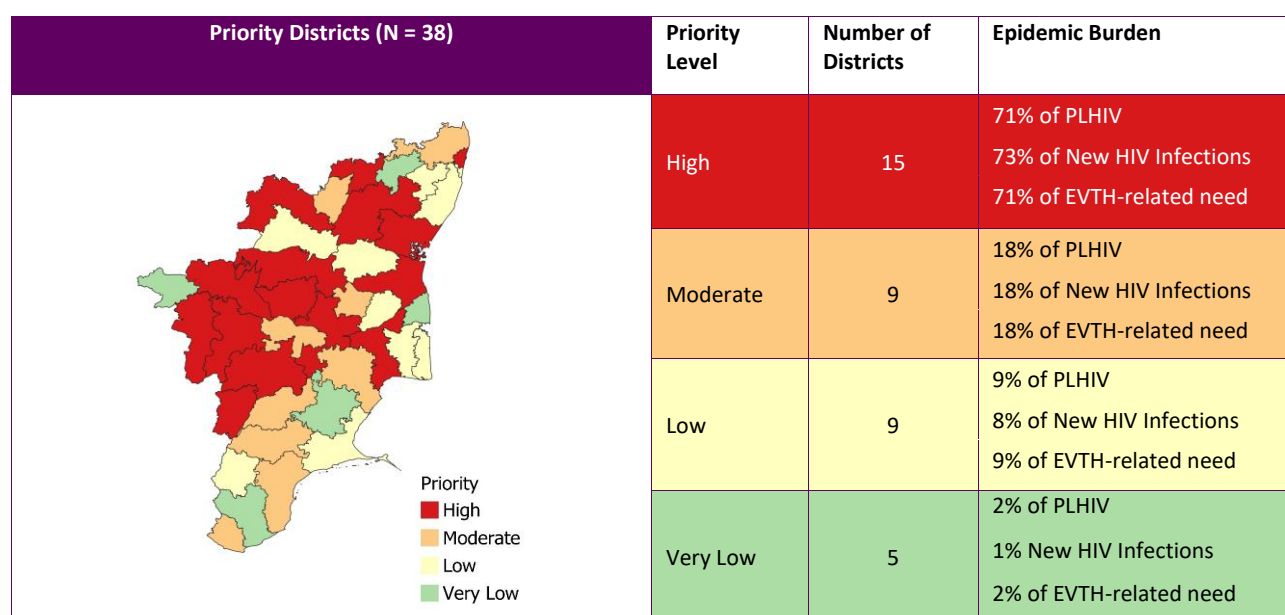 Priority Districts (N = 38)
Priority
Level
Number of
Districts
Epidemic Burden
High
15
71% of PLHIV
73% of New HIV Infections
71% of EVTH-related need
Moderate
9
18% of PLHIV
18% of New HIV Infections
18% of EVTH-related need
Low
9
9% of PLHIV
8% of New HIV Infections
9% of EVTH-related need
Very Low
5
2% of PLHIV
1% New HIV Infections
2% of EVTH-related need
Priority
High
Moderate
Low
Very Low